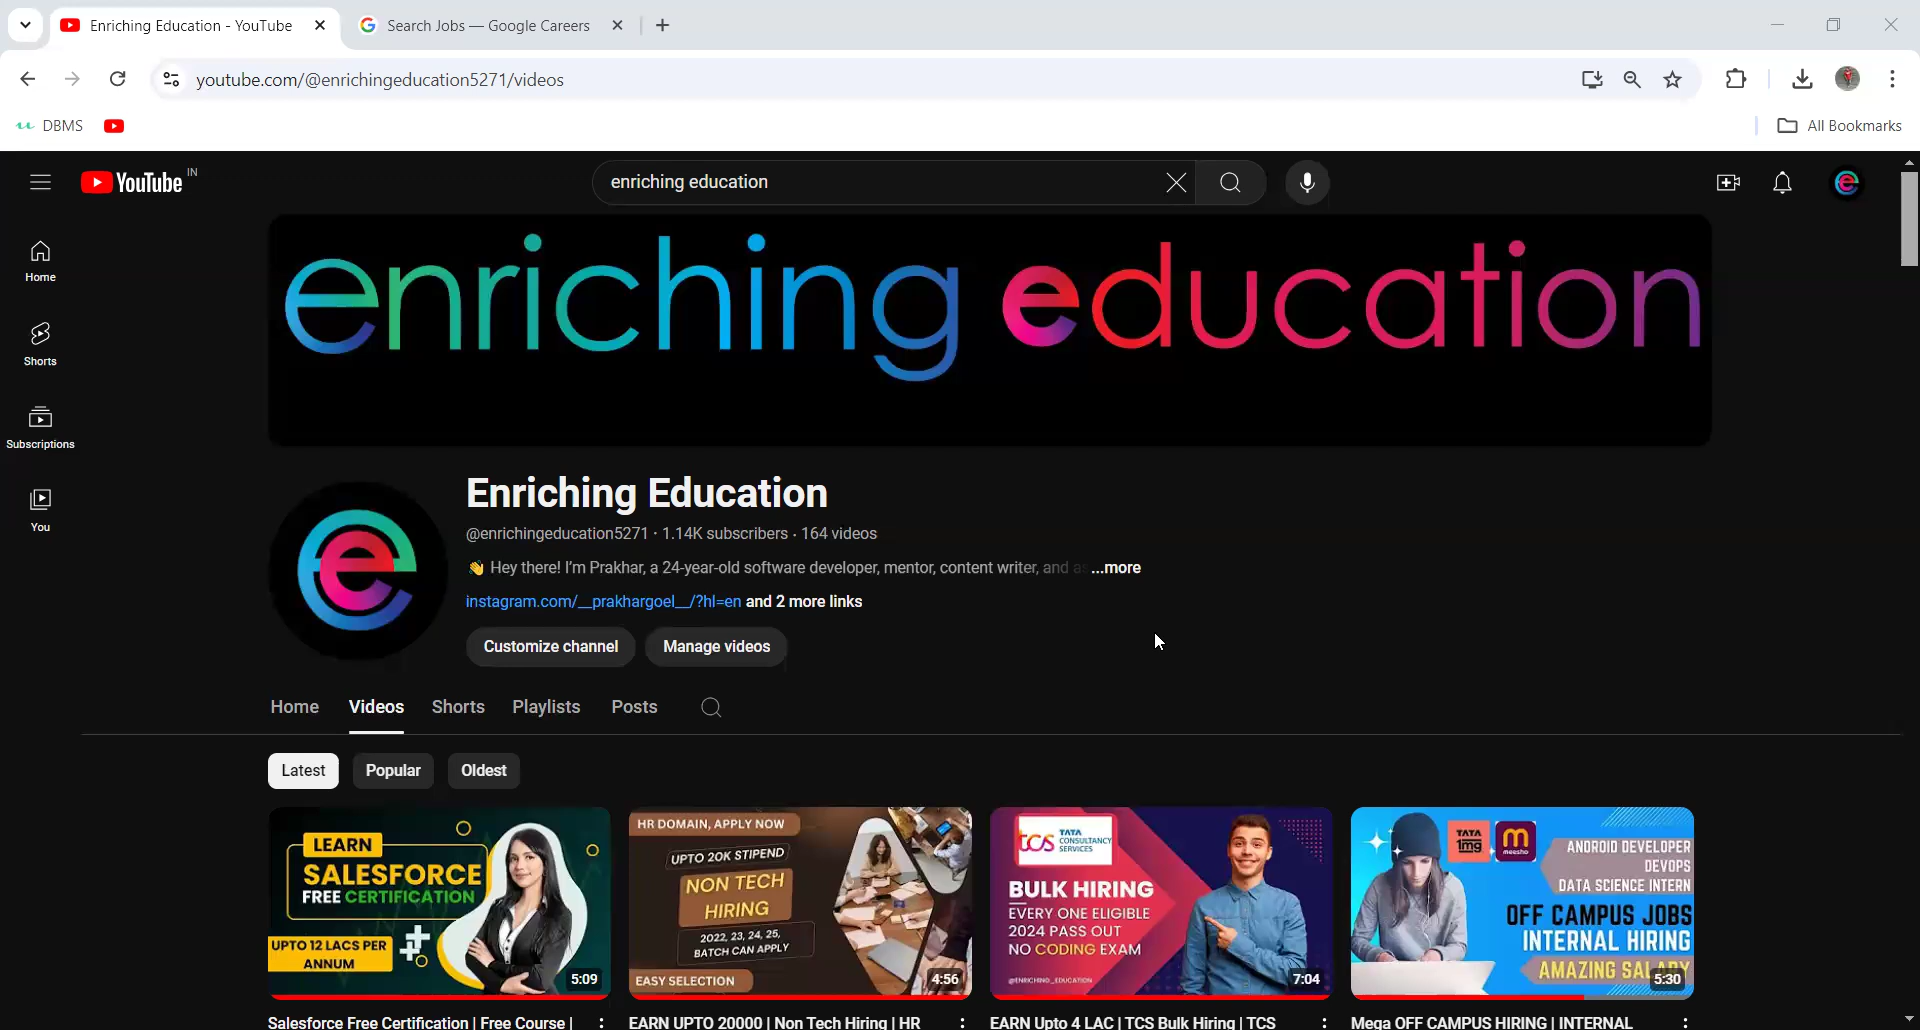 Enriching Education - YouTube
Search Jobs — Google Careers
youtube.com/@enrichingeducation5271/videos
DBMS
All Bookmarks
YouTube IN
enriching education
Home
Shorts
Subscriptions
You
enriching education
Enriching Education
@enrichingeducation5271 · 1.14K subscribers · 164 videos
👋 Hey there! I'm Prakhar, a 24-year-old software developer, mentor, content writer, and as ...more
instagram.com/__prakhargoel__/?hl=en and 2 more links
Customize channel
Manage videos
Home
Videos
Shorts
Playlists
Posts
Latest
Popular
Oldest
LEARN
SALESFORCE
FREE CERTIFICATION
UPTO 12 LACS PER
ANNUM
5:09
HR DOMAIN, APPLY NOW
UPTO 20K STIPEND
NON TECH
HIRING
2022, 23, 24, 25,
BATCH CAN APPLY
EASY SELECTION
4:56
tcs TATA
CONSULTANCY
SERVICES
BULK HIRING
EVERY ONE ELIGIBLE
2024 PASS OUT
NO CODING EXAM
@ENRICHING_EDUCATION
7:04
TATA
1mg
meesho
ANDROID DEVELOPER
DEVOPS
DATA SCIENCE INTERN
OFF CAMPUS JOBS
INTERNAL HIRING
AMAZING SALARY
5:30
Salesforce Free Certification | Free Course |
EARN UPTO 20000 | Non Tech Hiring | HR
EARN Upto 4 LAC | TCS Bulk Hiring | TCS
Mega OFF CAMPUS HIRING | INTERNAL